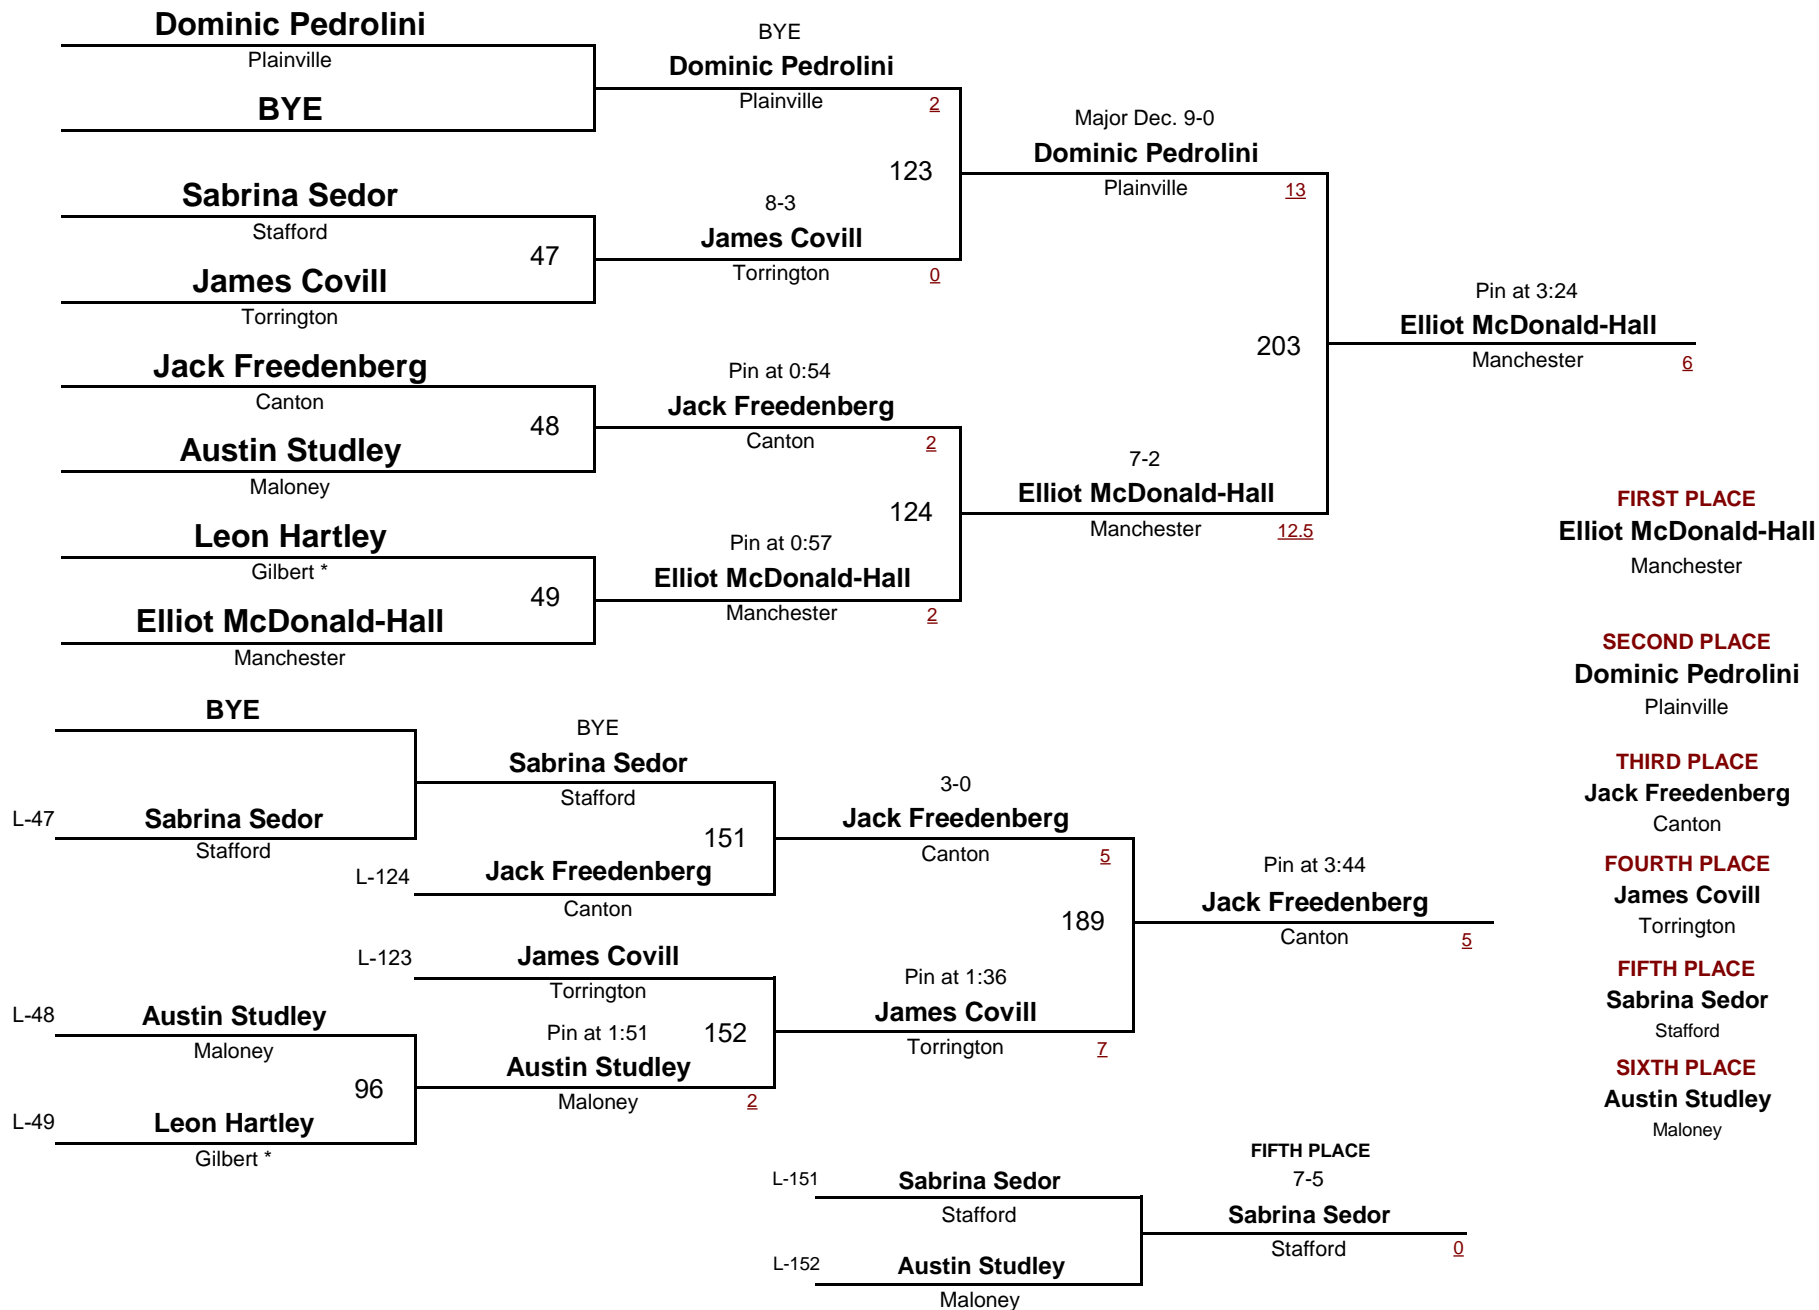 Dominic Pedrolini
Plainville
BYE
BYE
Dominic Pedrolini
Plainville 2
123
Sabrina Sedor
Stafford
47
James Covill
Torrington
8-3
James Covill
Torrington 0
Major Dec. 9-0
Dominic Pedrolini
Plainville 13
Jack Freedenberg
Canton
48
Austin Studley
Maloney
Pin at 0:54
Jack Freedenberg
Canton 2
124
Leon Hartley
Gilbert *
49
Elliot McDonald-Hall
Manchester
Pin at 0:57
Elliot McDonald-Hall
Manchester 2
7-2
Elliot McDonald-Hall
Manchester 12.5
203
Pin at 3:24
Elliot McDonald-Hall
Manchester 6
FIRST PLACE
Elliot McDonald-Hall
Manchester
SECOND PLACE
Dominic Pedrolini
Plainville
THIRD PLACE
Jack Freedenberg
Canton
FOURTH PLACE
James Covill
Torrington
FIFTH PLACE
Sabrina Sedor
Stafford
SIXTH PLACE
Austin Studley
Maloney
BYE
L-47 Sabrina Sedor
Stafford
BYE
Sabrina Sedor
Stafford
151
L-124 Jack Freedenberg
Canton
3-0
Jack Freedenberg
Canton 5
L-123 James Covill
Torrington
L-48 Austin Studley
Maloney
96
L-49 Leon Hartley
Gilbert *
Pin at 1:51
152
Austin Studley
Maloney 2
Pin at 1:36
James Covill
Torrington 7
189
Pin at 3:44
Jack Freedenberg
Canton 5
L-151 Sabrina Sedor
Stafford
L-152 Austin Studley
Maloney
FIFTH PLACE
7-5
Sabrina Sedor
Stafford 0